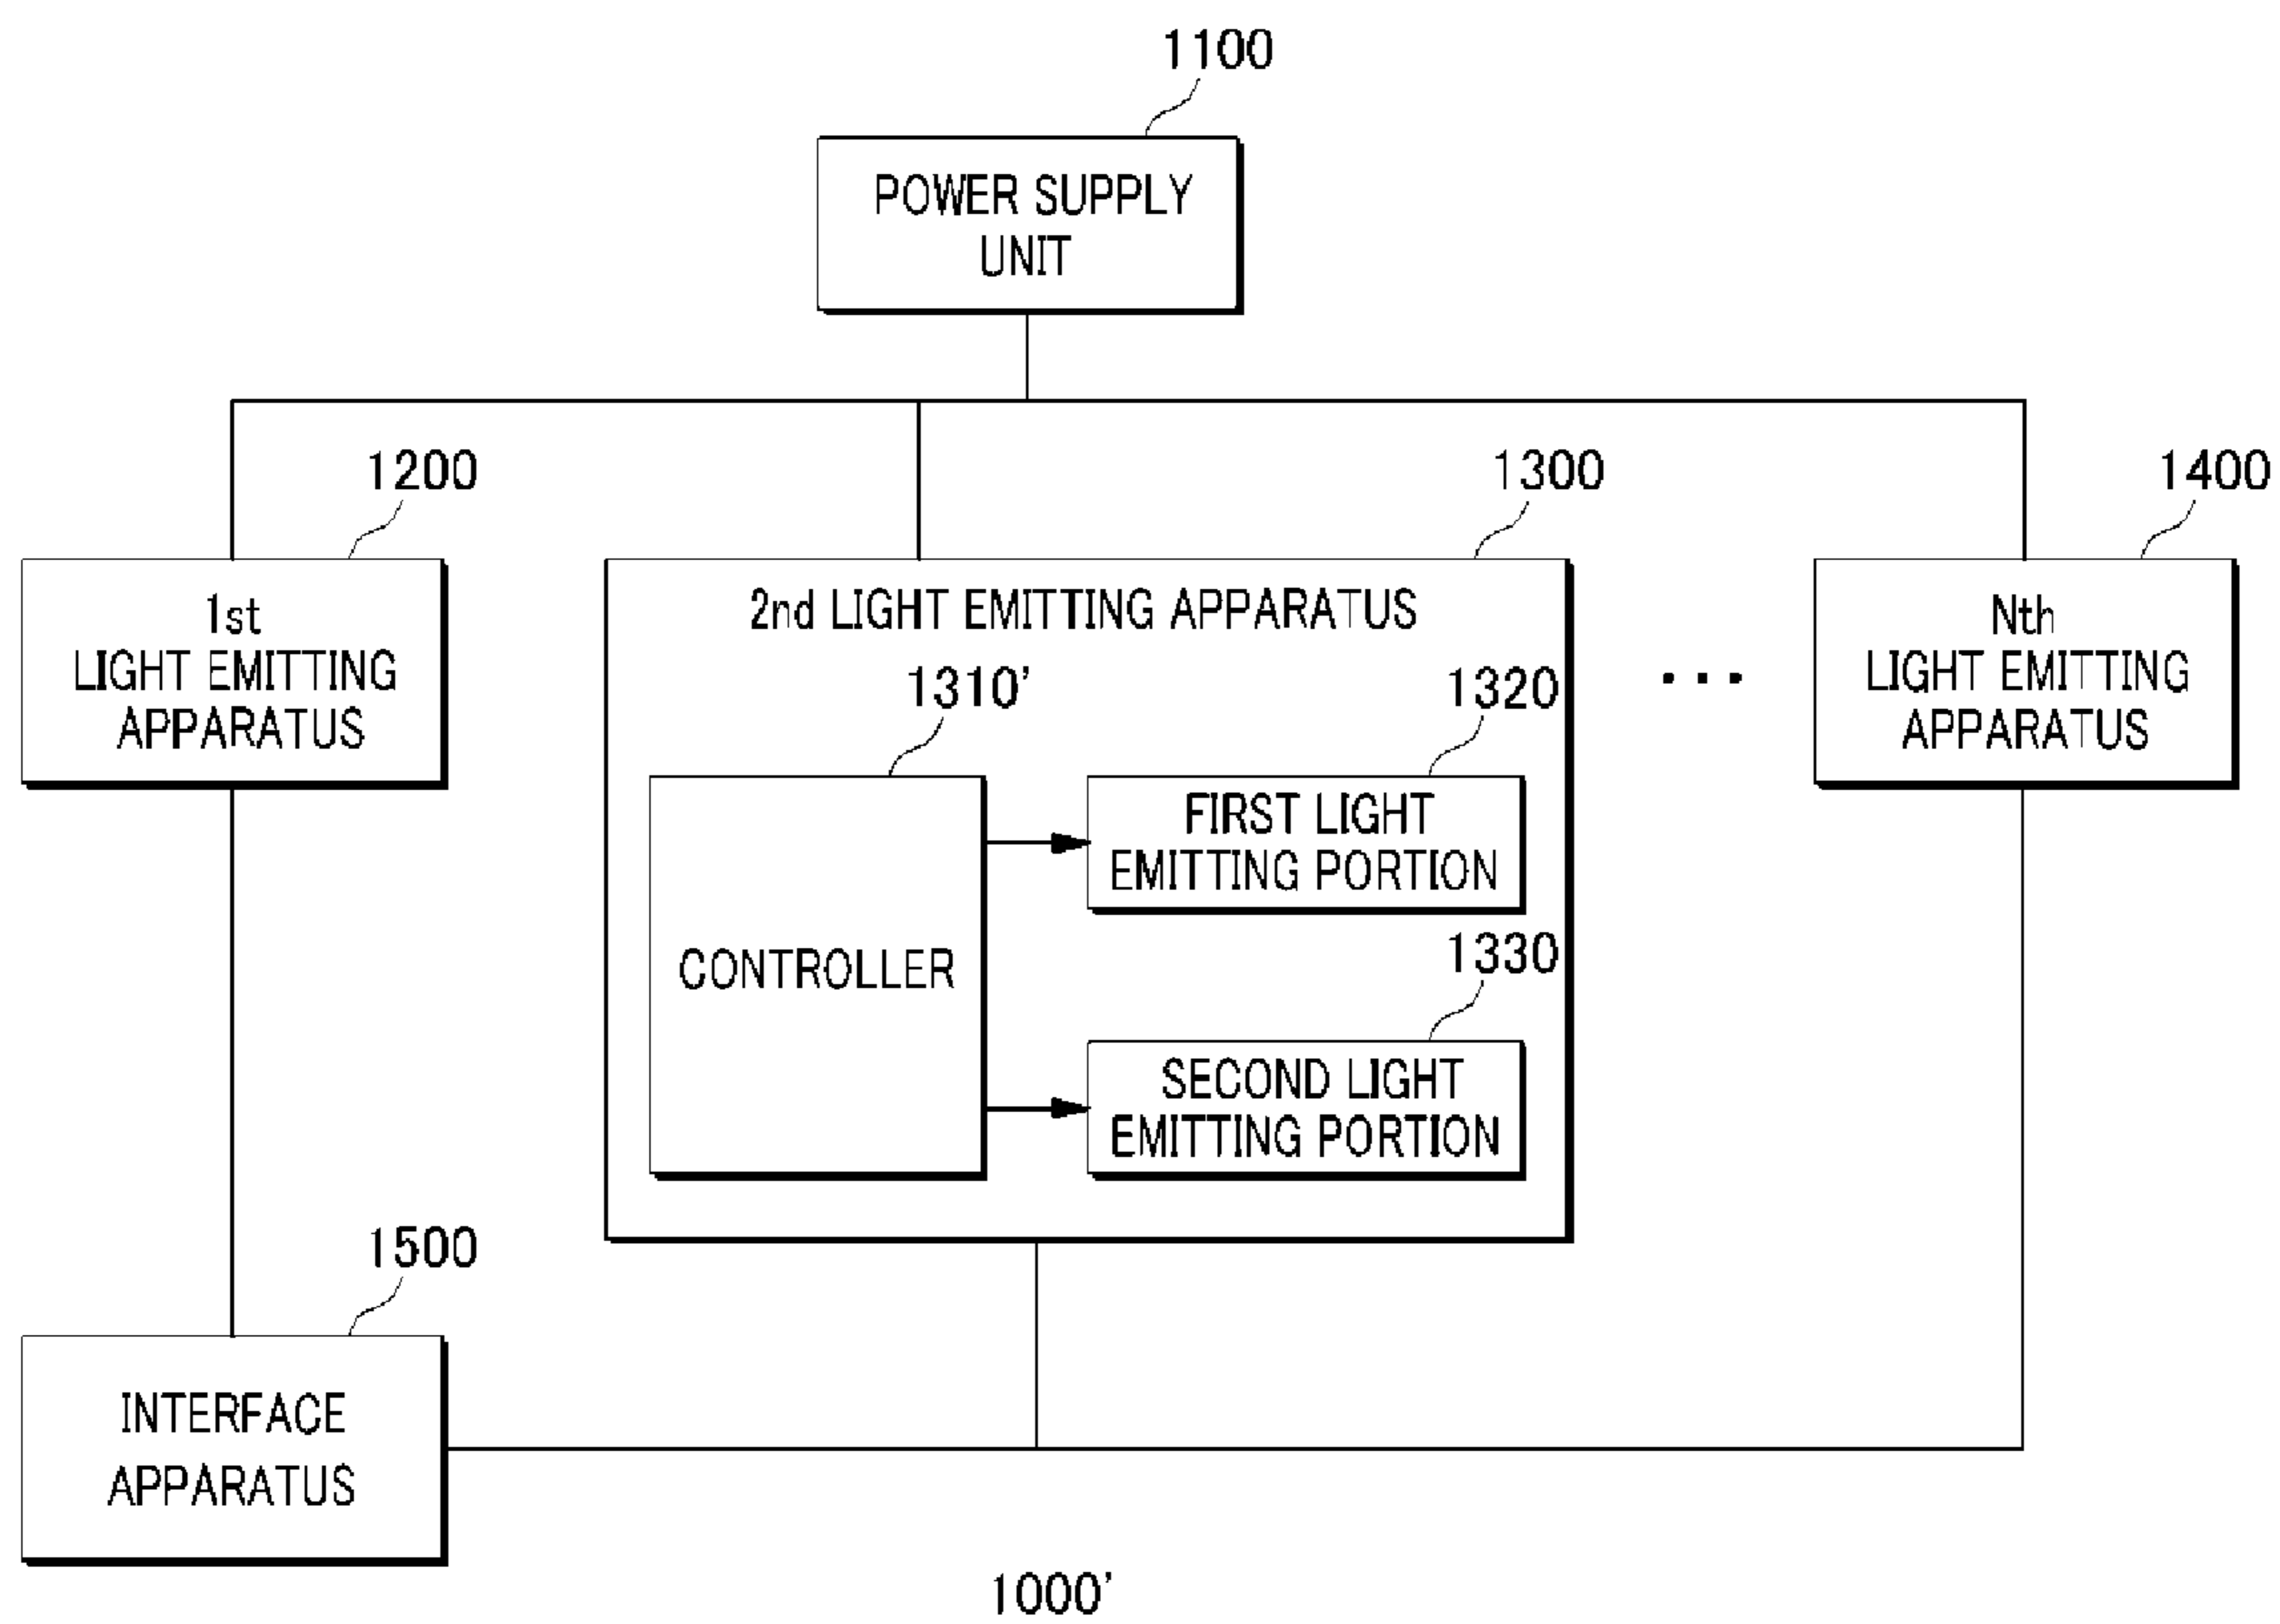 1100
POWER SUPPLY
UNIT
1200
1300
1400
1st
LIGHT EMITTING
APPARATUS
2nd LIGHT EMITTING APPARATUS
1310'
1320
CONTROLLER
FIRST LIGHT
EMITTING PORTION
1330
SECOND LIGHT
EMITTING PORTION
...
Nth
LIGHT EMITTING
APPARATUS
1500
INTERFACE
APPARATUS
1000'